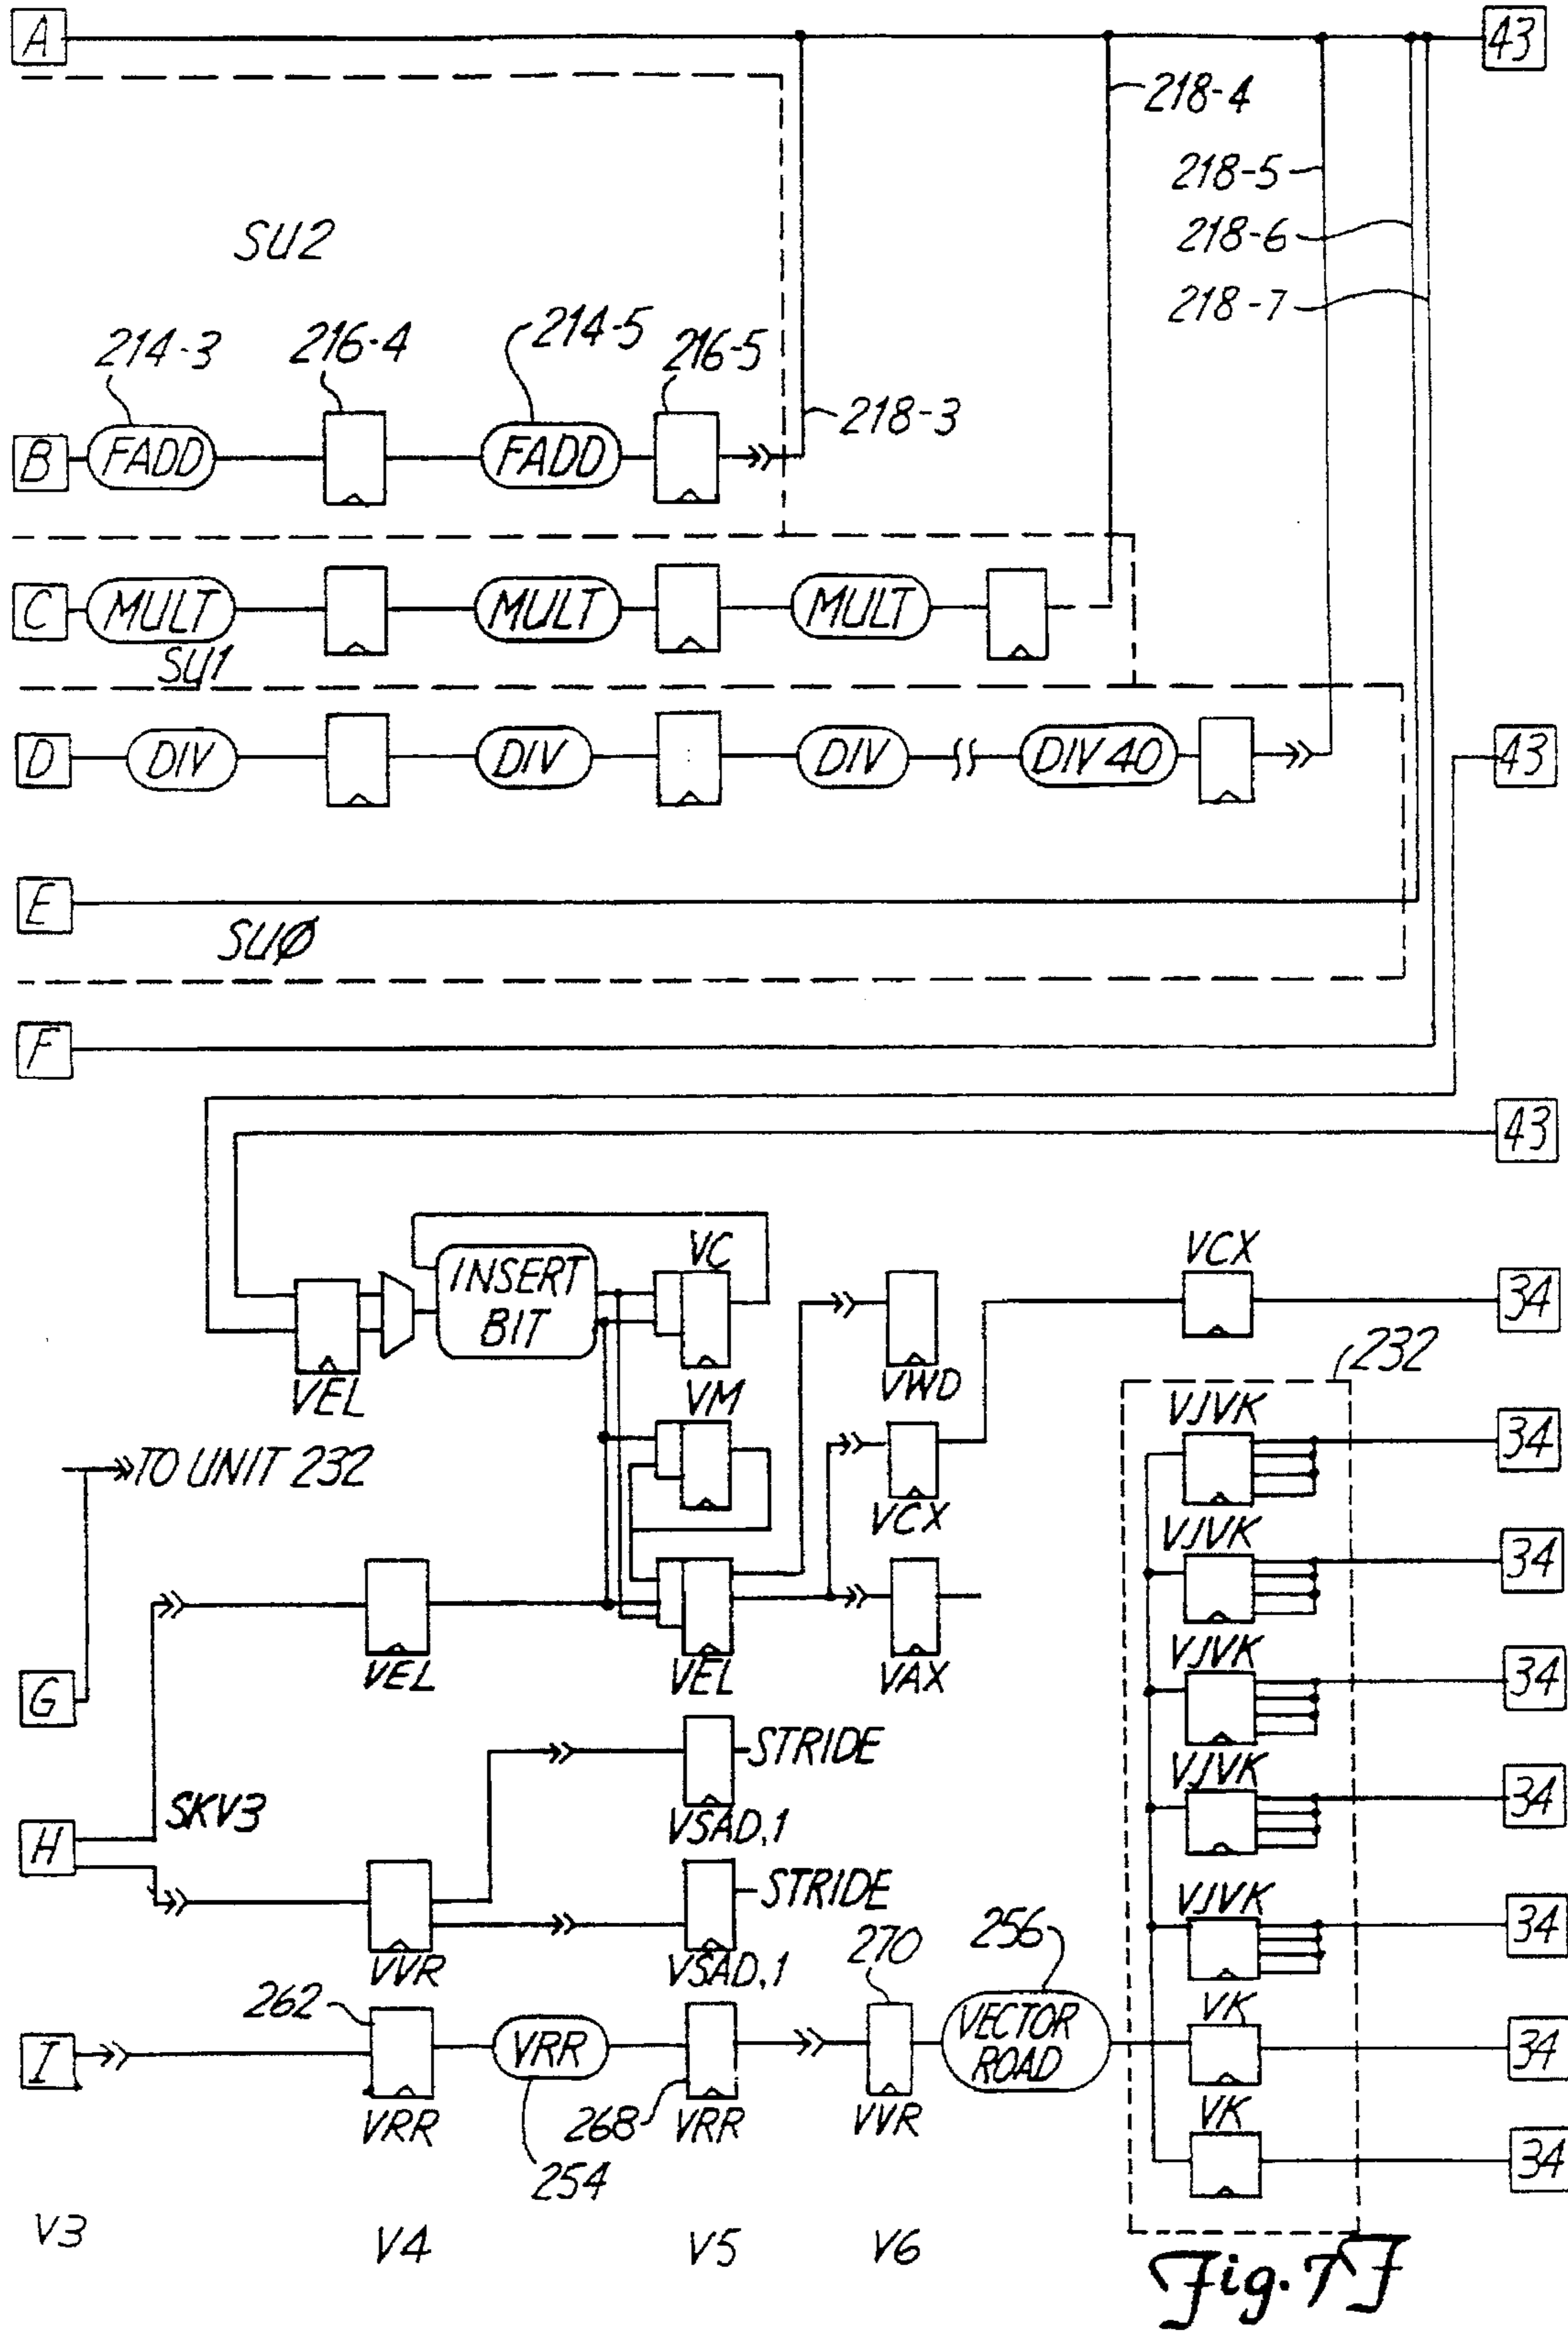 A
43
218-4
218-5
SU2
218-6
218-7
214-3
216-4
214-5
216-5
218-3
B
FADD
FADD
C
MULT
MULT
MULT
SU1
D
DIV
DIV
DIV
DIV 40
43
E
SUØ
F
43
INSERT
BIT
VC
VCX
34
VEL
VM
VWD
232
VJVK
34
TO UNIT 232
VCX
VJVK
34
VEL
VEL
VAX
VJVK
34
G
STRIDE
VJVK
34
SKV3
VSAD,1
H
STRIDE
VJVK
34
VVR
VSAD,1
270
256
262
I
VRR
VECTOR
ROAD
VK
34
VRR
268
VRR
VVR
VK
34
254
V3
V4
V5
V6
Fig. 7F